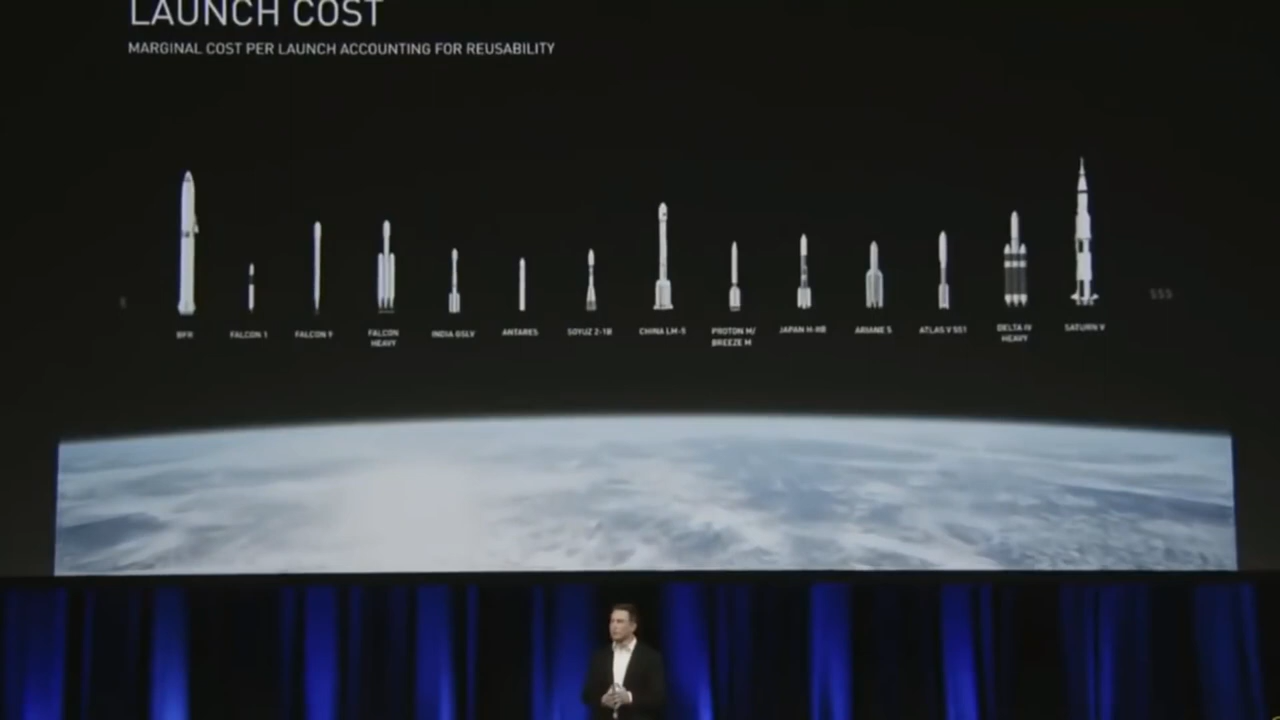 LAUNCH COST
MARGINAL COST PER LAUNCH ACCOUNTING FOR REUSABILITY
$
$$$
BFR
FALCON 1
FALCON 9
FALCON
HEAVY
INDIA GSLV
ANTARES
SOYUZ 2-1B
CHINA LM-5
PROTON M/
BREEZE M
JAPAN H-IIB
ARIANE 5
ATLAS V 551
DELTA IV
HEAVY
SATURN V